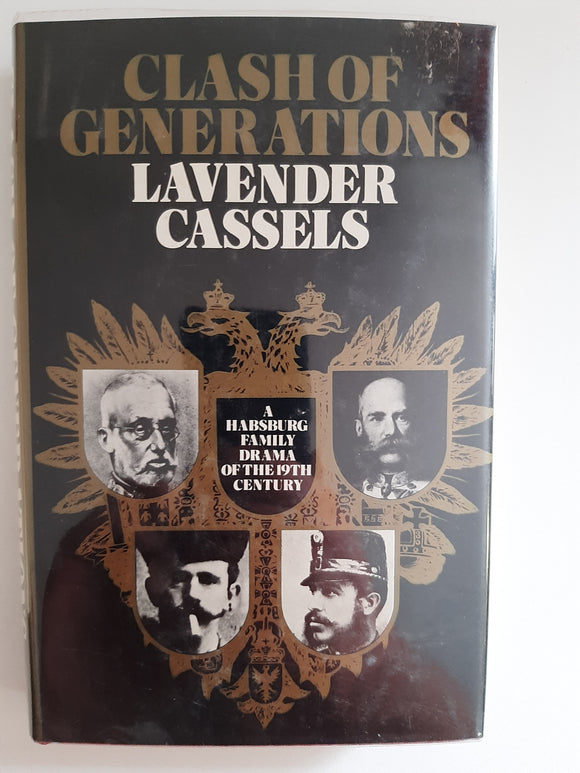 CLASH OF
GENERATIONS
LAVENDER
CASSELS
A
HABSBURG
FAMILY
DRAMA
OF THE 19TH
CENTURY